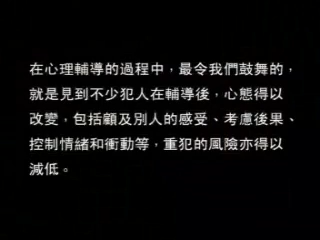 在心理輔導的過程中，最令我們鼓舞的，
就是見到不少犯人在輔導後，心態得以
改變，包括顧及別人的感受、考慮後果、
控制情緒和衝動等，重犯的風險亦得以
減低。